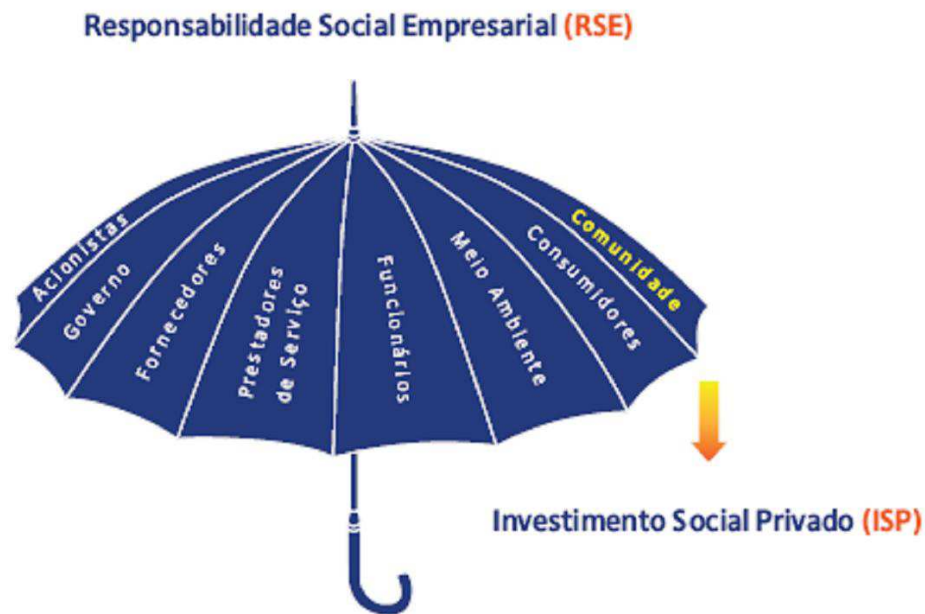 Responsabilidade Social Empresarial (RSE)
Acionistas
Governo
Fornecedores
Prestadores
de Serviço
Funcionários
Meio Ambiente
Consumidores
Comunidade
Investimento Social Privado (ISP)